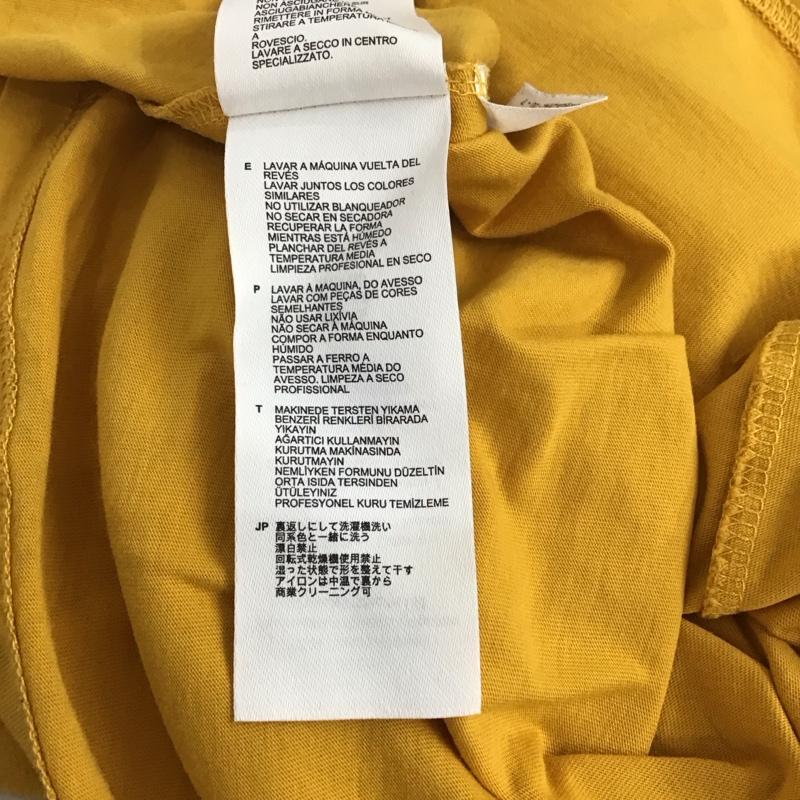 NON ASCIUGARE
ASCIUGABIANCHERIA
RIMETTERE IN FORMA
STIRARE A TEMPERATURA
A
ROVESCIO.
LAVARE A SECCO IN CENTRO
SPECIALIZZATO.
E LAVAR A MÁQUINA VUELTA DEL
REVÉS
LAVAR JUNTOS LOS COLORES
SIMILARES
NO UTILIZAR BLANQUEADOR
NO SECAR EN SECADORA
RECUPERAR LA FORMA
MIENTRAS ESTÁ HÚMEDO
PLANCHAR DEL REVÉS A
TEMPERATURA MEDIA
LIMPIEZA PROFESIONAL EN SECO
P LAVAR À MAQUINA, DO AVESSO
LAVAR COM PEÇAS DE CORES
SEMELHANTES
NÃO USAR LIXÍVIA
NÃO SECAR À MÀQUINA
COMPOR A FORMA ENQUANTO
HÚMIDO
PASSAR A FERRO A
TEMPERATURA MÉDIA DO
AVESSO. LIMPEZA A SECO
PROFISSIONAL
T MAKINEDE TERSTEN YIKAMA
BENZERİ RENKLERİ BİRARADA
YIKAYIN
AĞARTICI KULLANMAYIN
KURUTMA MAKİNASINDA
KURUTMAYIN
NEMLİYKEN FORMUNU DÜZELTİN
ORTA ISIDA TERSINDEN
ÜTÜLEYINIZ
PROFESYONEL KURU TEMİZLEME
JP 裏返しにして洗濯機洗い
同系色と一緒に洗う
漂白禁止
回転式乾燥機使用禁止
湿った状態で形を整えて干す
アイロンは中温で裏から
商業クリーニング可